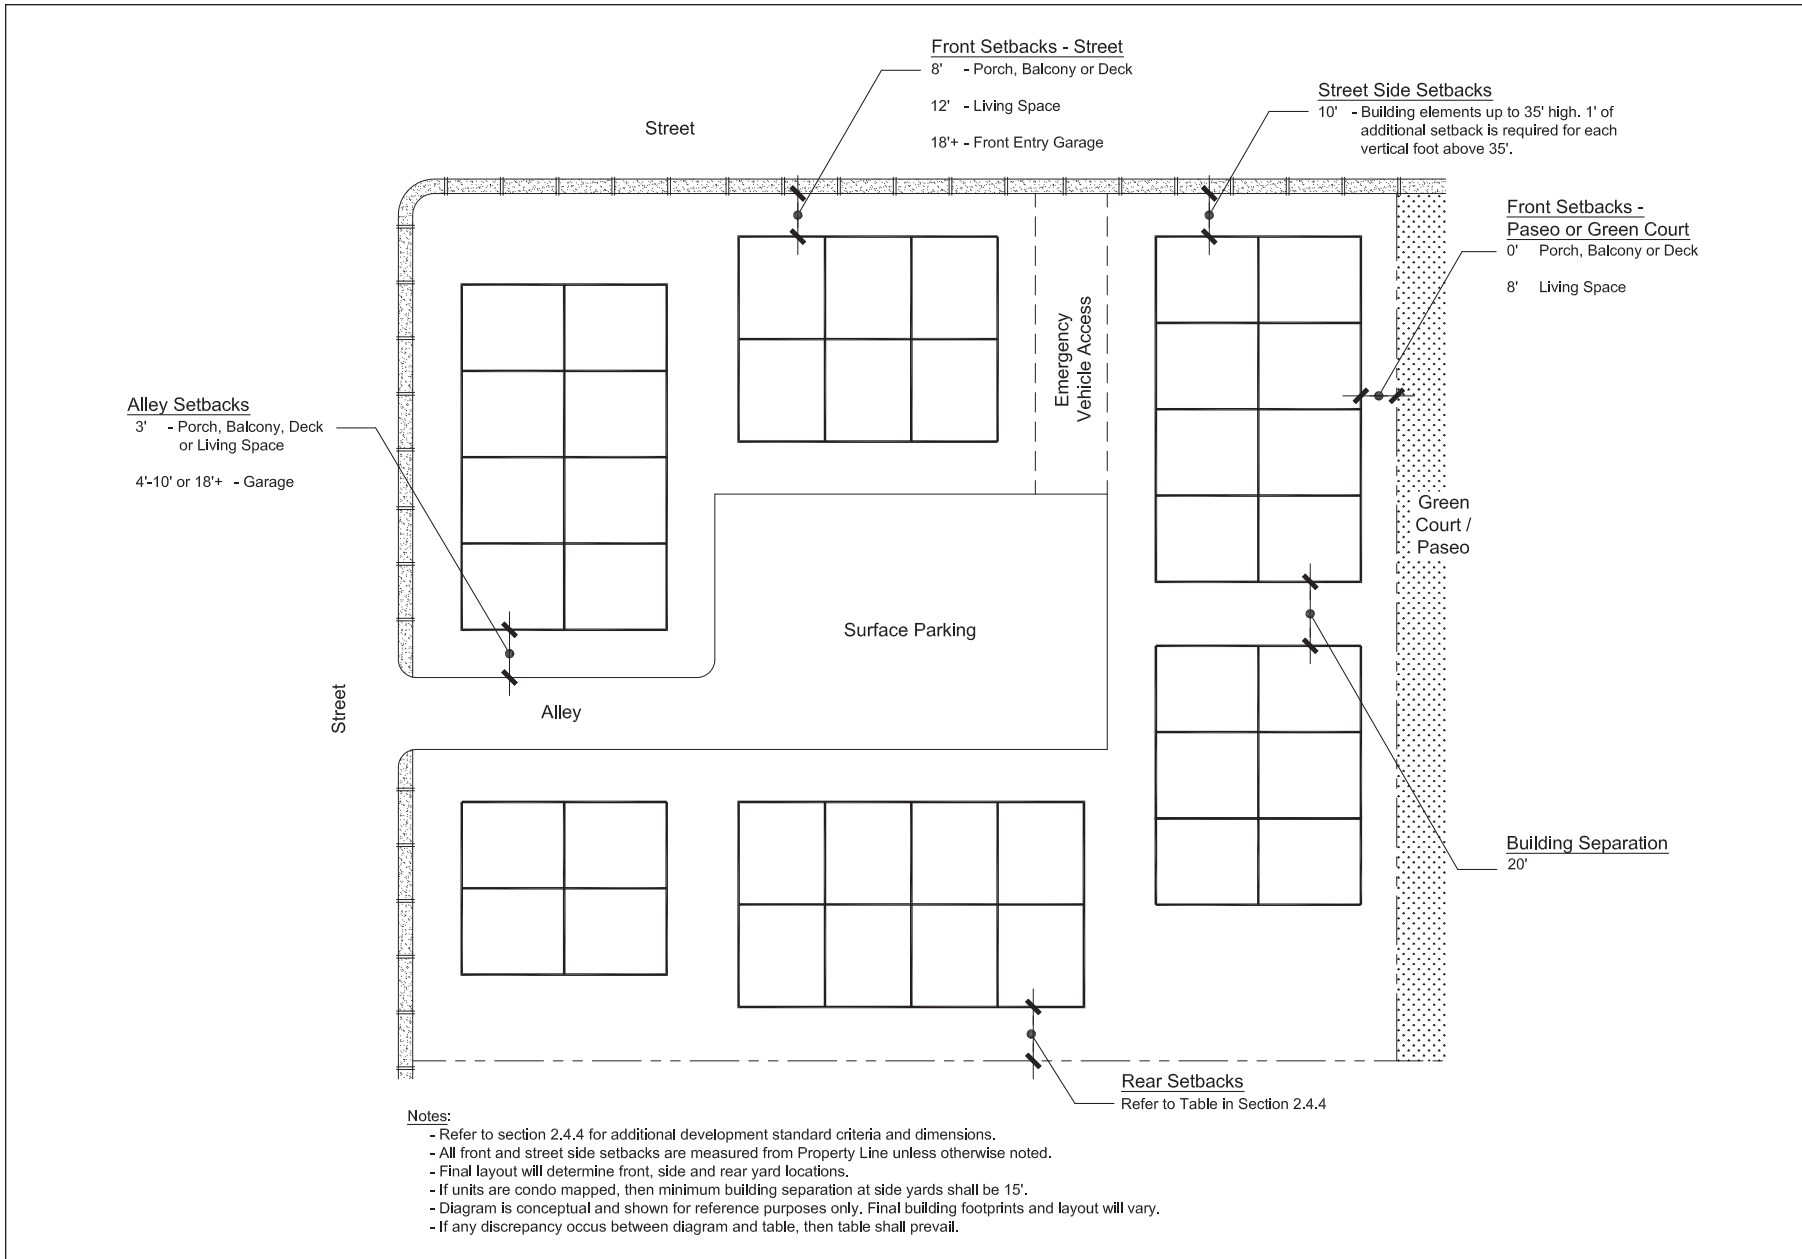 Front Setbacks - Street
8' - Porch, Balcony or Deck
12' - Living Space
18'+ - Front Entry Garage
Street Side Setbacks
10' - Building elements up to 35' high. 1' of
additional setback is required for each
vertical foot above 35'.
Street
Front Setbacks -
Paseo or Green Court
0' Porch, Balcony or Deck
8' Living Space
Emergency
Vehicle Access
Alley Setbacks
3' - Porch, Balcony, Deck
or Living Space
4'-10' or 18'+ - Garage
Green
Court /
Paseo
Surface Parking
Street
Alley
Building Separation
20'
Rear Setbacks
Refer to Table in Section 2.4.4
Notes:
- Refer to section 2.4.4 for additional development standard criteria and dimensions.
- All front and street side setbacks are measured from Property Line unless otherwise noted.
- Final layout will determine front, side and rear yard locations.
- If units are condo mapped, then minimum building separation at side yards shall be 15'.
- Diagram is conceptual and shown for reference purposes only. Final building footprints and layout will vary.
- If any discrepancy occus between diagram and table, then table shall prevail.